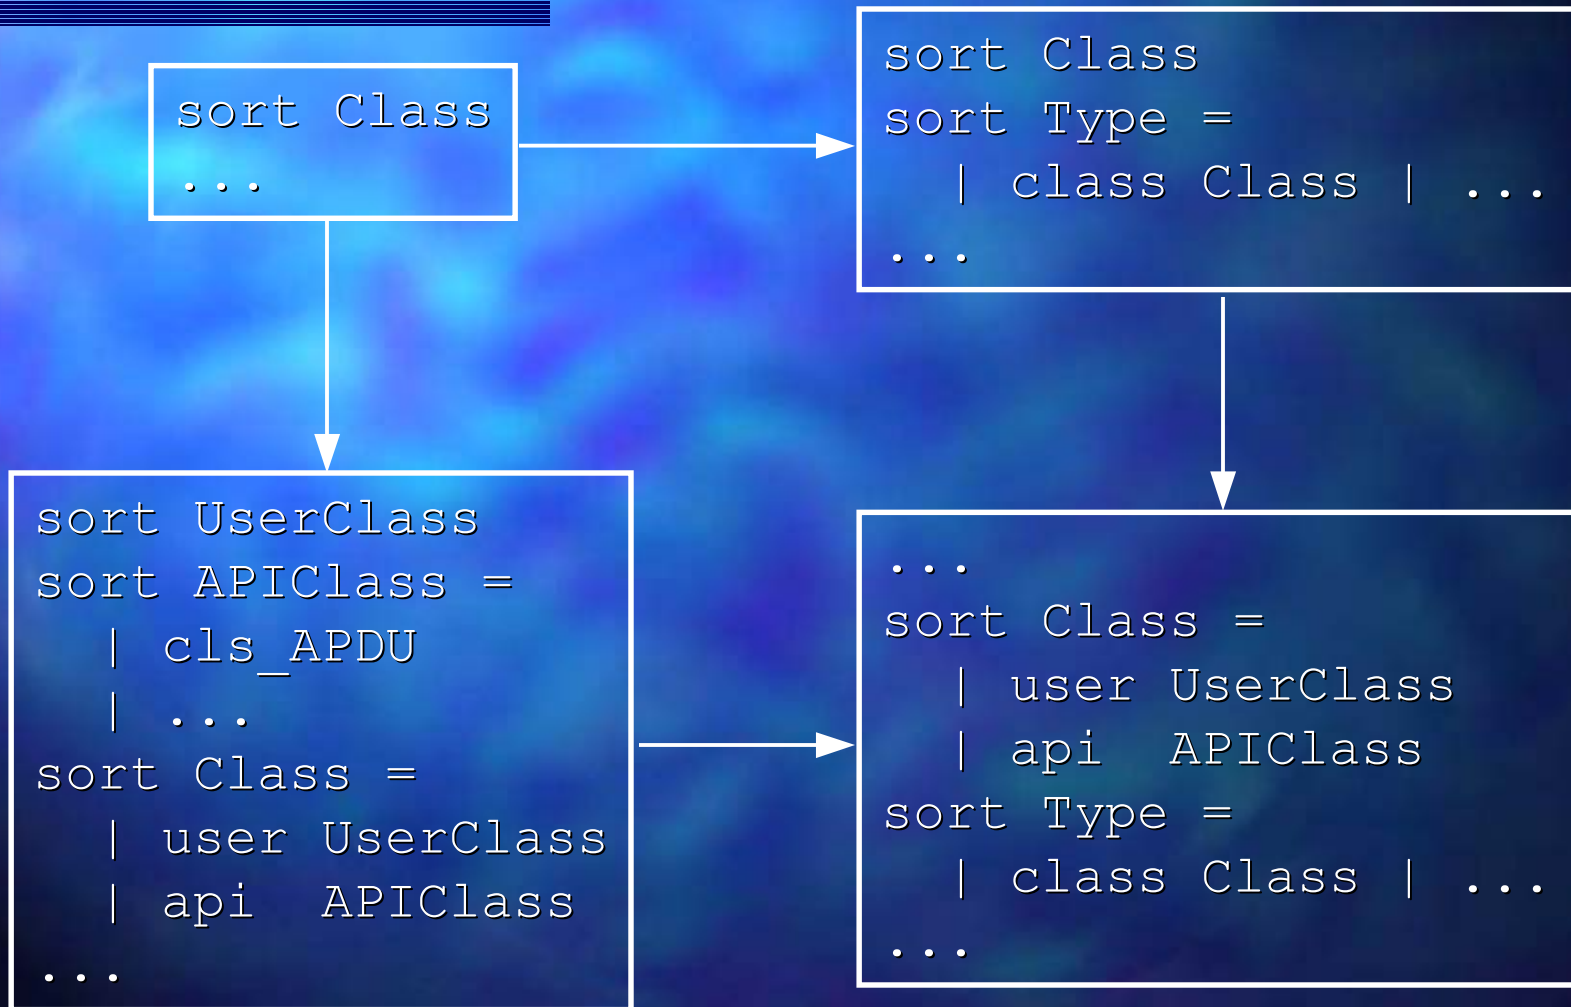 sort Class
...
sort Class
sort Type =
  | class Class | ...
...
sort UserClass
sort APIClass =
  | cls_APDU
  | ...
sort Class =
  | user UserClass
  | api  APIClass
...
...
sort Class =
  | user UserClass
  | api  APIClass
sort Type =
  | class Class | ...
...